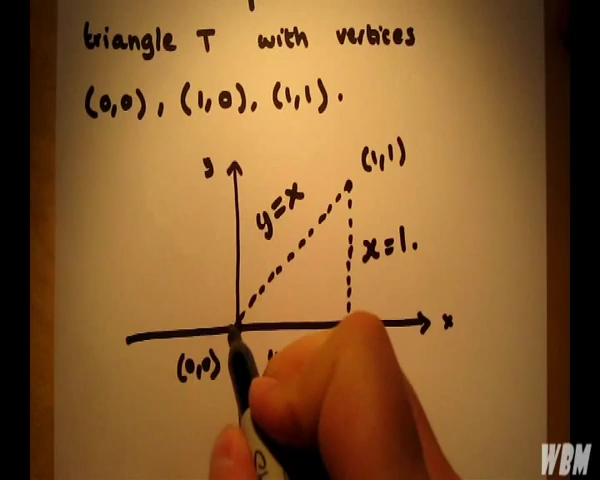 triangle T with vertices
(0,0), (1,0), (1,1).
y
(1,1)
y=x
x=1.
x
(0,0)
WBM